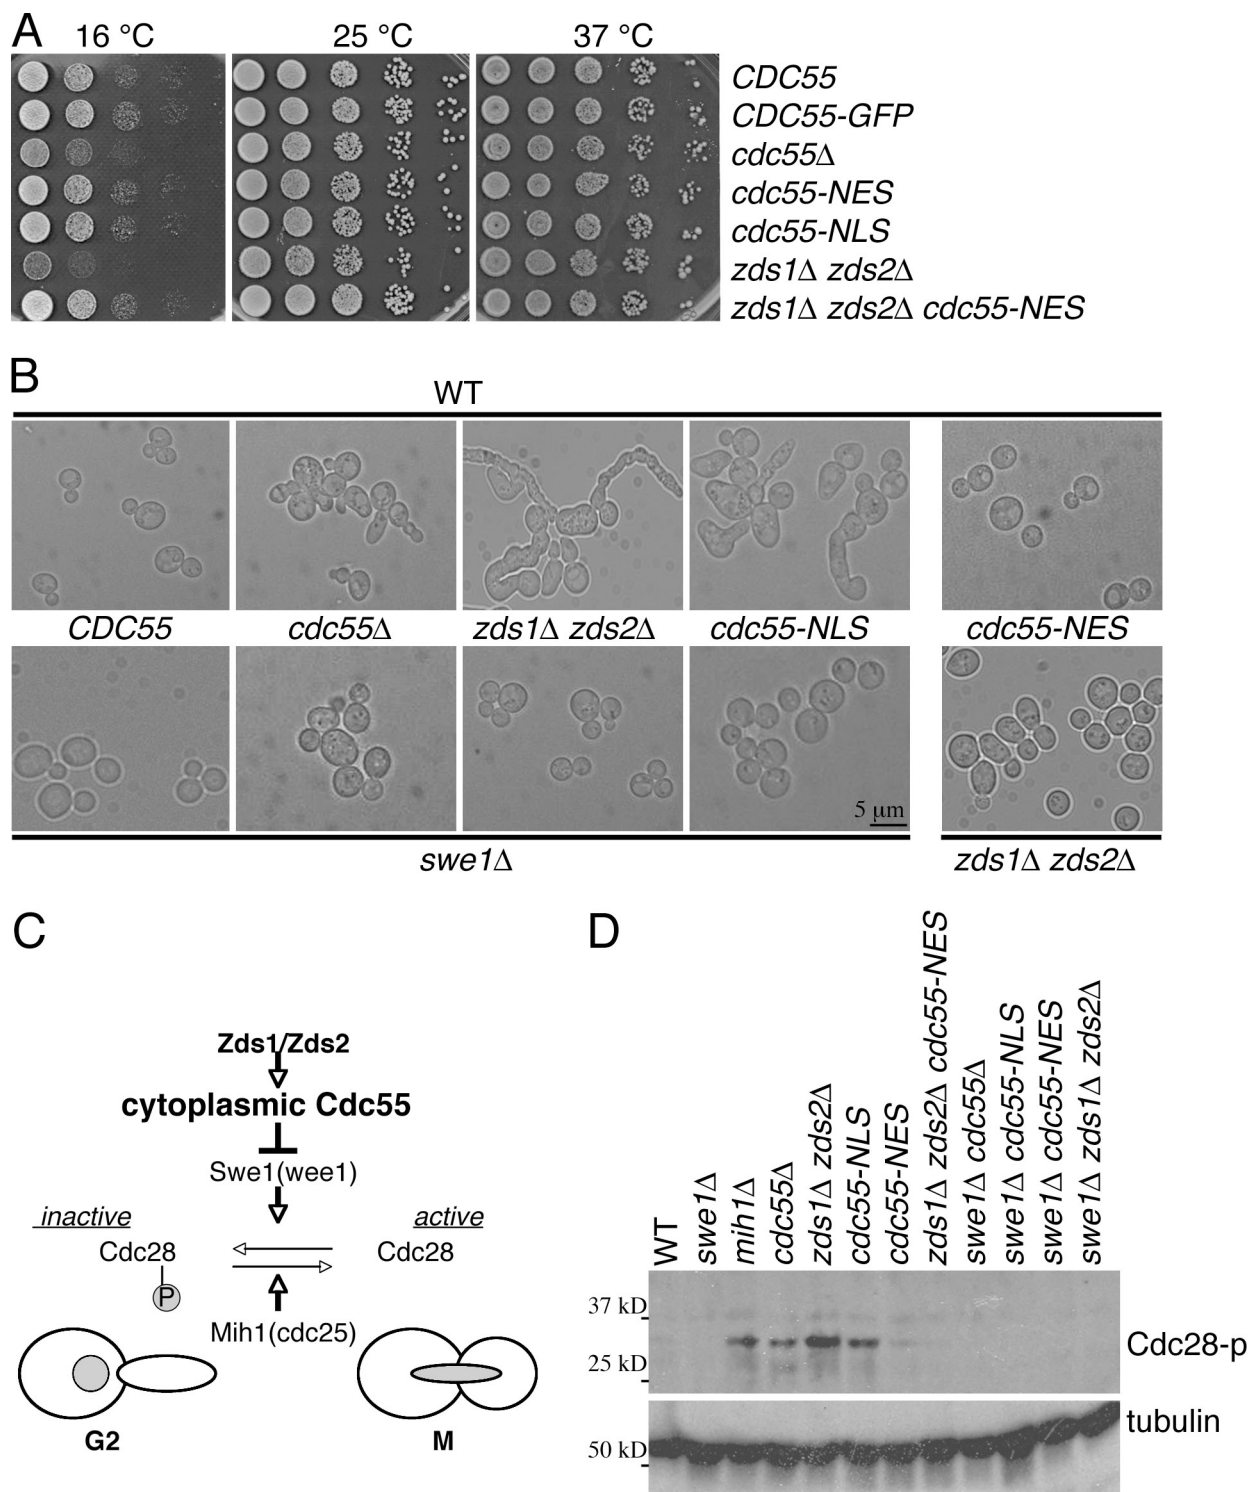 A
16 °C 25 °C 37 °C
CDC55
CDC55-GFP
cdc55Δ
cdc55-NES
cdc55-NLS
zds1Δ zds2Δ
zds1Δ zds2Δ cdc55-NES
B
WT
CDC55 cdc55Δ zds1Δ zds2Δ cdc55-NLS cdc55-NES
5 µm
swe1Δ zds1Δ zds2Δ
C
Zds1/Zds2
cytoplasmic Cdc55
Swe1(wee1)
inactive active
Cdc28 Cdc28
P
Mih1(cdc25)
G2 M
D
WT
swe1Δ
mih1Δ
cdc55Δ
zds1Δ zds2Δ
cdc55-NLS
cdc55-NES
zds1Δ zds2Δ cdc55-NES
swe1Δ cdc55Δ
swe1Δ cdc55-NLS
swe1Δ cdc55-NES
swe1Δ zds1Δ zds2Δ
37 kD
25 kD
Cdc28-p
50 kD
tubulin